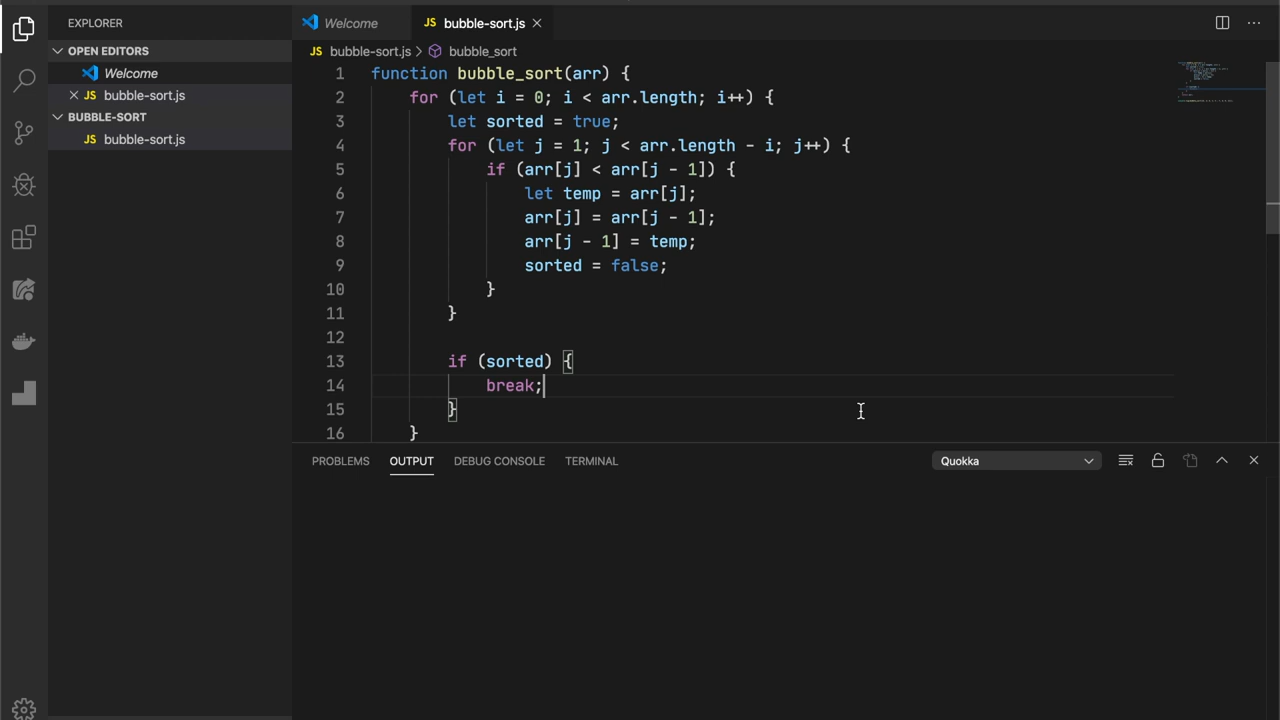 EXPLORER
OPEN EDITORS
Welcome
JS bubble-sort.js
BUBBLE-SORT
JS bubble-sort.js
Welcome
JS bubble-sort.js
JS bubble-sort.js > bubble_sort
1 function bubble_sort(arr) {
2 for (let i = 0; i < arr.length; i++) {
3 let sorted = true;
4 for (let j = 1; j < arr.length - i; j++) {
5 if (arr[j] < arr[j - 1]) {
6 let temp = arr[j];
7 arr[j] = arr[j - 1];
8 arr[j - 1] = temp;
9 sorted = false;
10 }
11 }
12
13 if (sorted) {
14 break;
15 }
16 }
PROBLEMS OUTPUT DEBUG CONSOLE TERMINAL Quokka